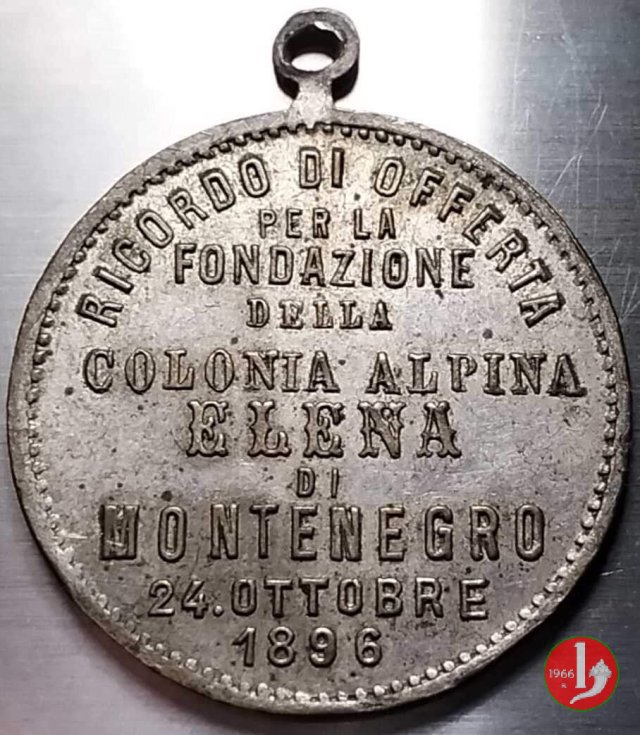 RICORDO DI OFFERTA
PER LA
FONDAZIONE
DELLA
COLONIA ALPINA
ELENA
DI
MONTENEGRO
24. OTTOBRE
1896
1966